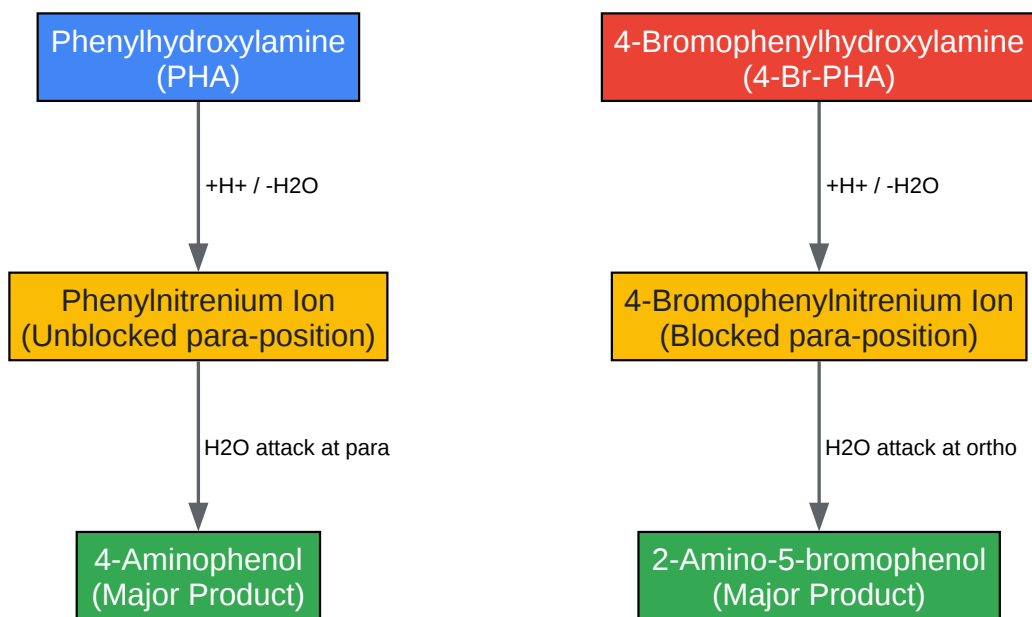 Phenylhydroxylamine
(PHA)
4-Bromophenylhydroxylamine
(4-Br-PHA)
+H+ / -H2O
+H+ / -H2O
Phenylnitrenium Ion
(Unblocked para-position)
4-Bromophenylnitrenium Ion
(Blocked para-position)
H2O attack at para
H2O attack at ortho
4-Aminophenol
(Major Product)
2-Amino-5-bromophenol
(Major Product)